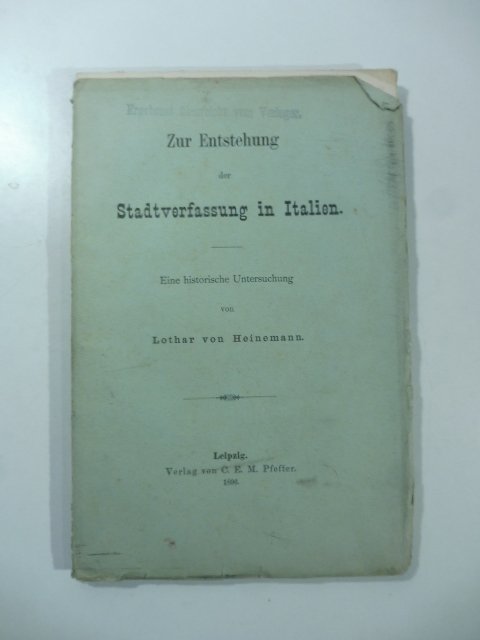 Zur Entstehung
der
Stadtverfassung in Italien.
Eine historische Untersuchung
von
Lothar von Heinemann.
Leipzig.
Verlag von C. E. M. Pfeffer.
1896.